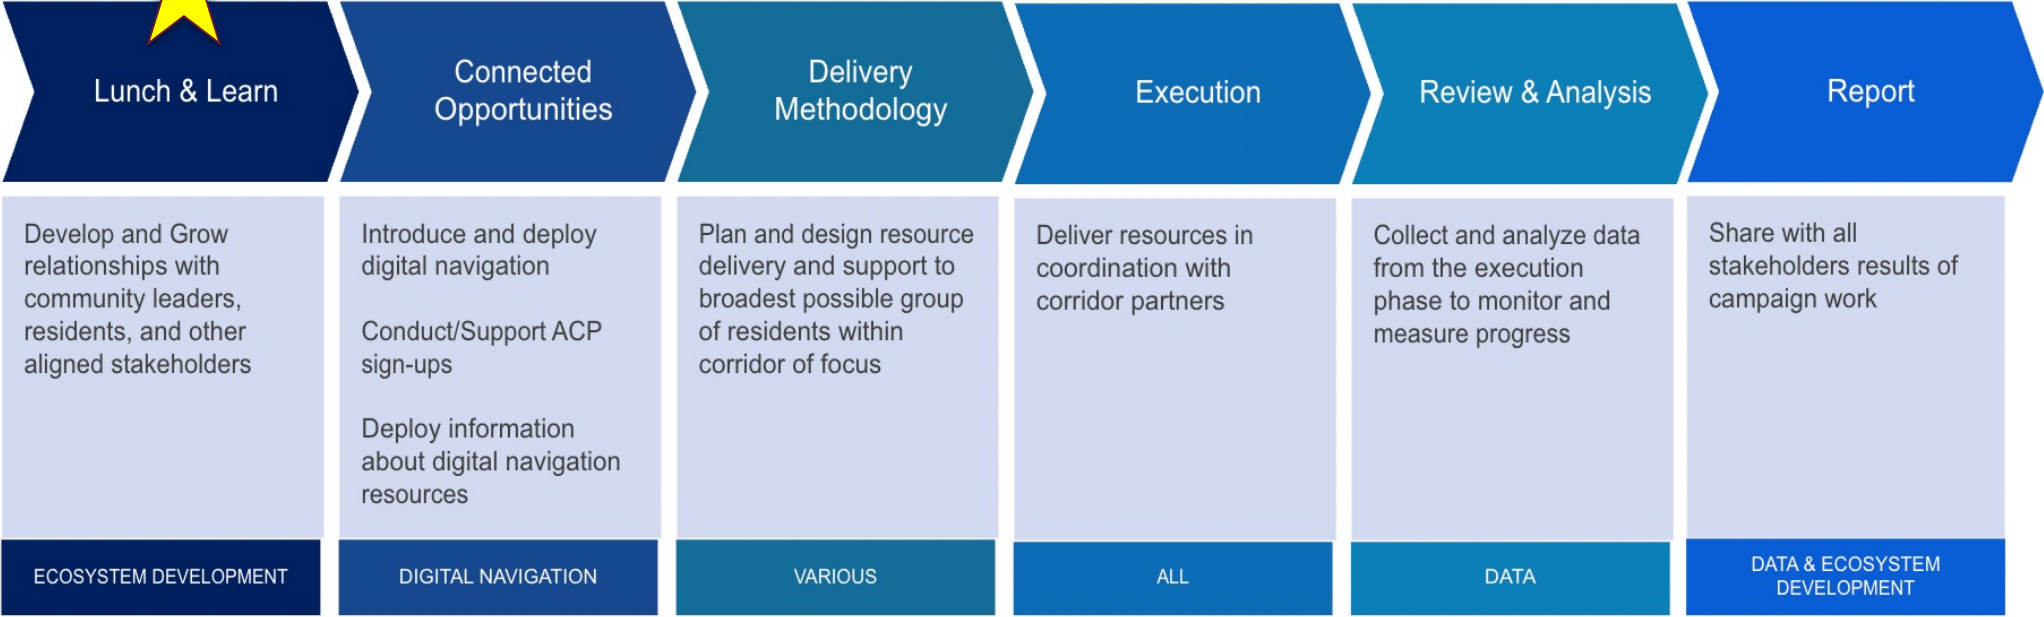 Lunch & Learn
Connected
Opportunities
Delivery
Methodology
Execution
Review & Analysis
Report
Develop and Grow
relationships with
community leaders,
residents, and other
aligned stakeholders
Introduce and deploy
digital navigation
Conduct/Support ACP
sign-ups
Deploy information
about digital navigation
resources
Plan and design resource
delivery and support to
broadest possible group
of residents within
corridor of focus
Deliver resources in
coordination with
corridor partners
Collect and analyze data
from the execution
phase to monitor and
measure progress
Share with all
stakeholders results of
campaign work
ECOSYSTEM DEVELOPMENT
DIGITAL NAVIGATION
VARIOUS
ALL
DATA
DATA & ECOSYSTEM
DEVELOPMENT